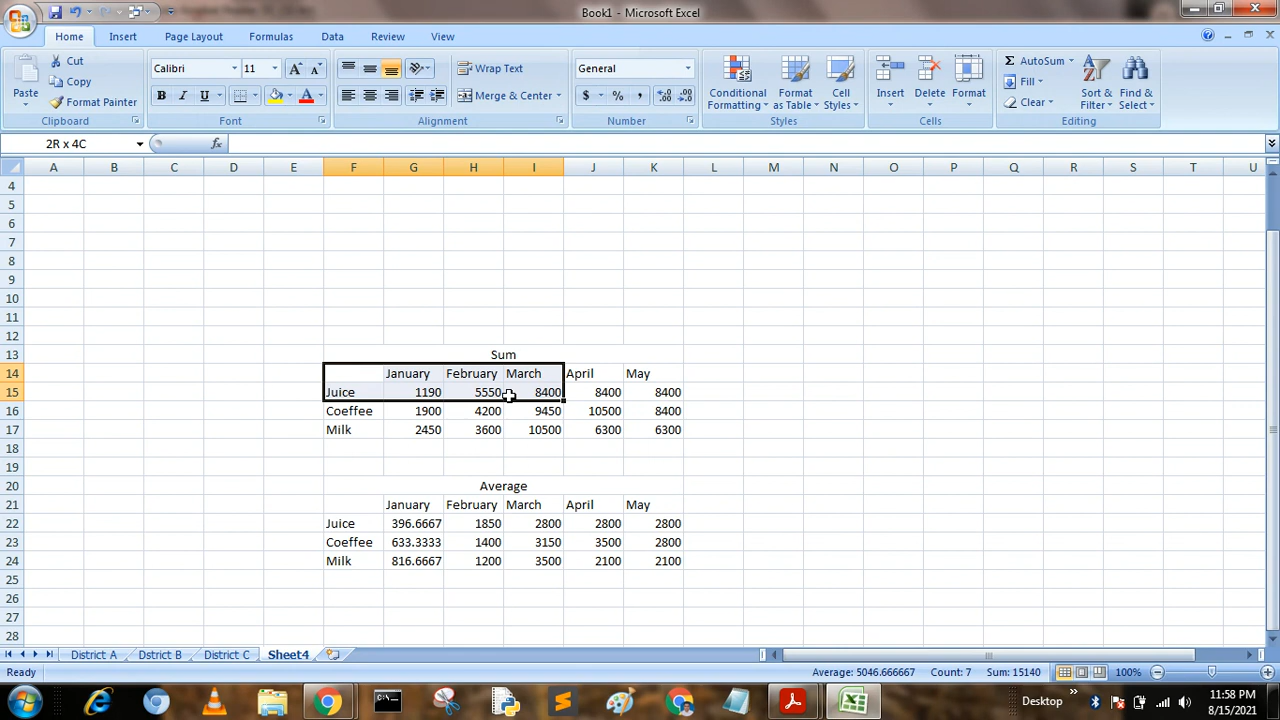 Book1 - Microsoft Excel
Home Insert Page Layout Formulas Data Review View
Paste
Cut
Copy
Format Painter
Clipboard
Calibri 11
B I U A
Font
Wrap Text
Merge & Center
Alignment
General
$ % ,
Number
Conditional Formatting
Format as Table
Cell Styles
Styles
Insert
Delete
Format
Cells
Σ AutoSum
Fill
Clear
Sort & Filter
Find & Select
Editing
2R x 4C fx
A B C D E F G H I J K L M N O P Q R S T U
4
5
6
7
8
9
10
11
12
13 Sum
14 January February March April May
15 Juice 1190 5550 8400 8400 8400
16 Coeffee 1900 4200 9450 10500 8400
17 Milk 2450 3600 10500 6300 6300
18
19
20 Average
21 January February March April May
22 Juice 396.6667 1850 2800 2800 2800
23 Coeffee 633.3333 1400 3150 3500 2800
24 Milk 816.6667 1200 3500 2100 2100
25
26
27
28
District A Dstrict B District C Sheet4
Ready Average: 5046.666667 Count: 7 Sum: 15140 100%
Desktop
11:58 PM
8/15/2021